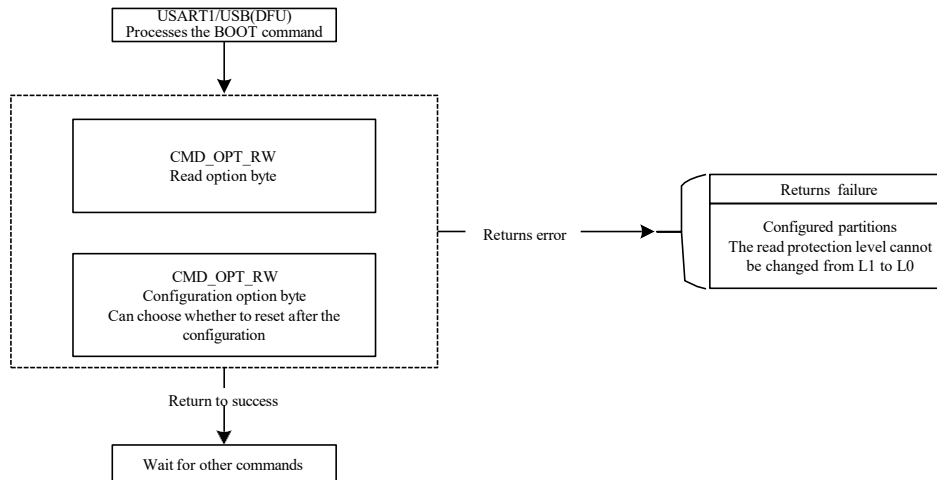 USART1/USB(DFU)
Processes the BOOT command
CMD_OPT_RW
Read option byte
CMD_OPT_RW
Configuration option byte
Can choose whether to reset after the
configuration
Returns error
Returns failure
Configured partitions
The read protection level cannot
be changed from L1 to L0
Return to success
Wait for other commands